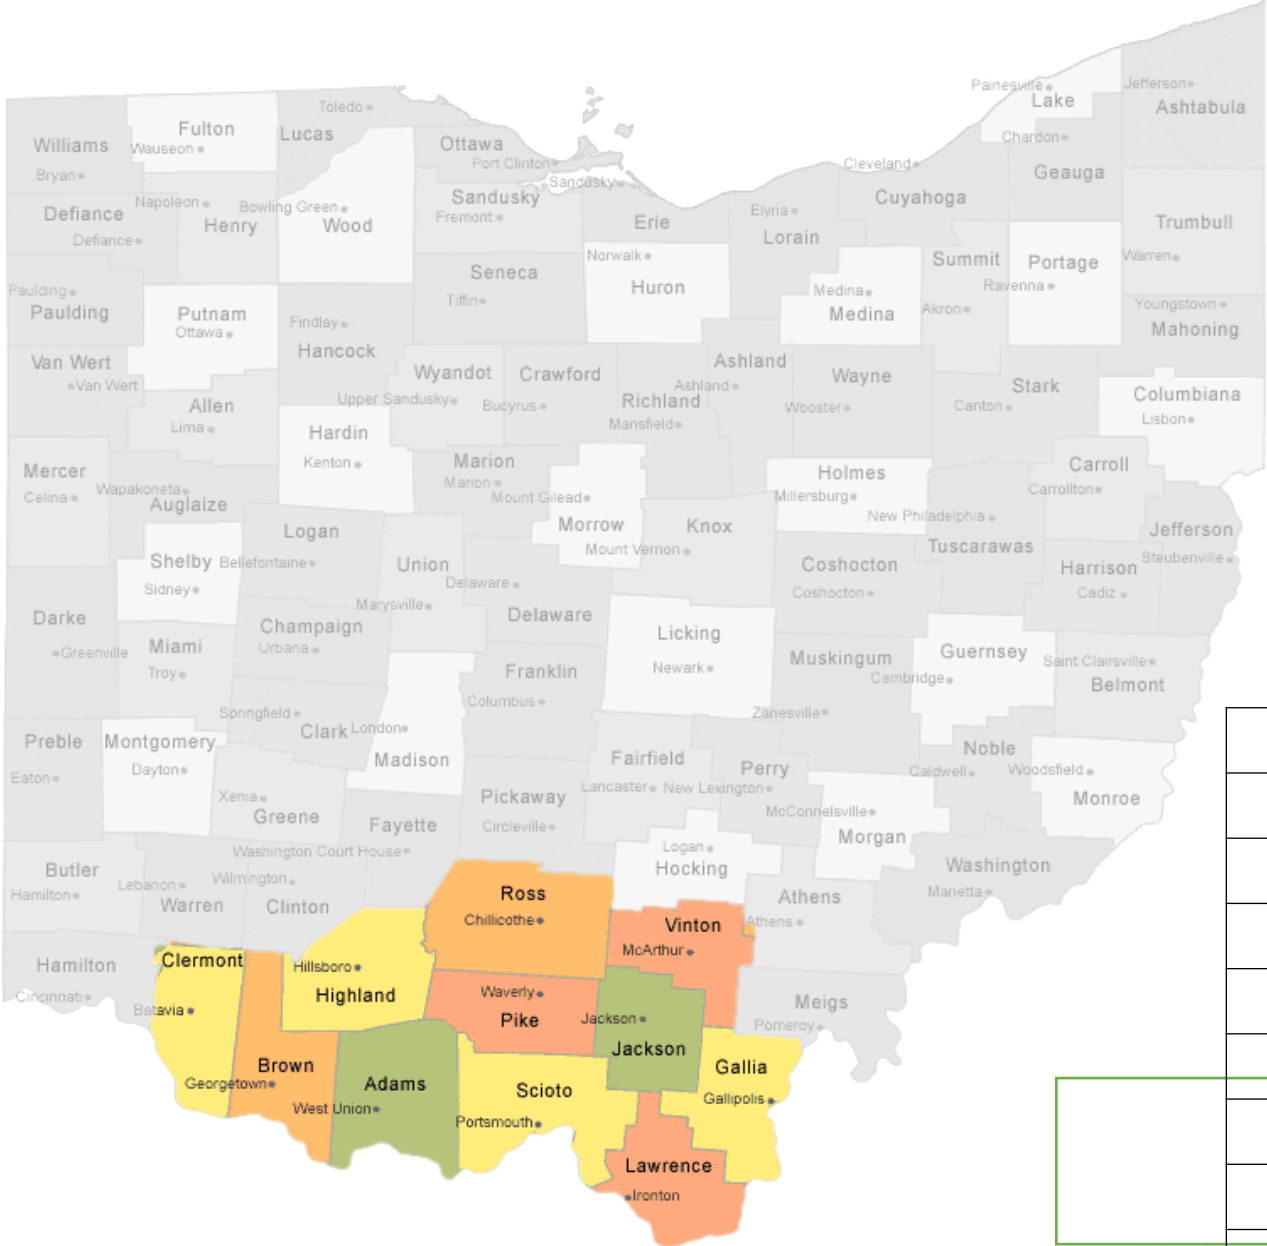 Painesville
Lake
Jefferson
Ashtabula
Toledo
Fulton
Lucas
Wauseon
Williams
Bryan
Ottawa
Port Clinton
Chardon
Geauga
Cleveland
Cuyahoga
Sandusky
Sandusky
Fremont
Napoleon
Bowling Green
Defiance
Defiance
Henry
Wood
Erie
Elyria
Lorain
Trumbull
Warren
Norwalk
Huron
Seneca
Tiffin
Summit
Akron
Portage
Ravenna
Medina
Medina
Paulding
Paulding
Putnam
Ottawa
Findlay
Hancock
Youngstown
Mahoning
Van Wert
Van Wert
Wyandot
Upper Sandusky
Crawford
Bucyrus
Ashland
Ashland
Richland
Mansfield
Wayne
Wooster
Stark
Canton
Columbiana
Lisbon
Allen
Lima
Hardin
Kenton
Mercer
Celina
Wapakoneta
Auglaize
Marion
Marion
Mount Gilead
Morrow
Holmes
Millersburg
Carroll
Carrollton
New Philadelphia
Tuscarawas
Logan
Bellefontaine
Knox
Mount Vernon
Jefferson
Steubenville
Shelby
Sidney
Union
Marysville
Delaware
Delaware
Coshocton
Coshocton
Harrison
Cadiz
Darke
Greenville
Miami
Troy
Champaign
Urbana
Licking
Newark
Muskingum
Zanesville
Guernsey
Cambridge
Saint Clairsville
Belmont
Franklin
Columbus
Springfield
Clark
London
Madison
Preble
Eaton
Montgomery
Dayton
Fairfield
Lancaster
Perry
New Lexington
Noble
Caldwell
Woodsfield
Monroe
Xenia
Greene
Fayette
Washington Court House
Pickaway
Circleville
McConnelsville
Morgan
Logan
Hocking
Washington
Marietta
Butler
Hamilton
Lebanon
Warren
Wilmington
Clinton
Ross
Chillicothe
Athens
Athens
Vinton
McArthur
Hamilton
Cincinnati
Clermont
Batavia
Hillsboro
Highland
Waverly
Pike
Jackson
Jackson
Meigs
Pomeroy
Brown
Georgetown
Adams
West Union
Scioto
Portsmouth
Gallia
Gallipolis
Lawrence
Ironton